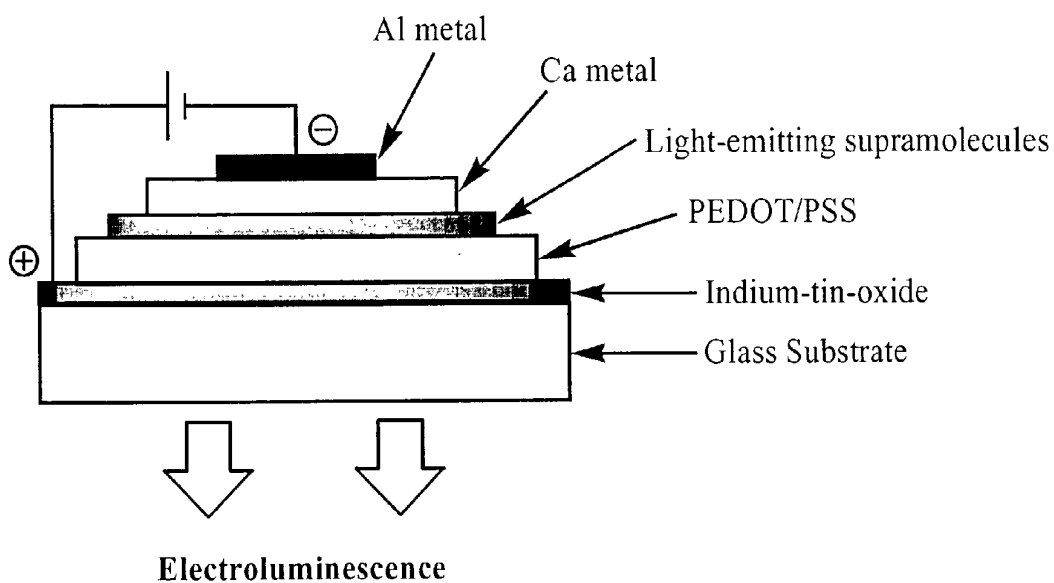 Al metal
Ca metal
Light-emitting supramolecules
PEDOT/PSS
Indium-tin-oxide
Glass Substrate
Electroluminescence